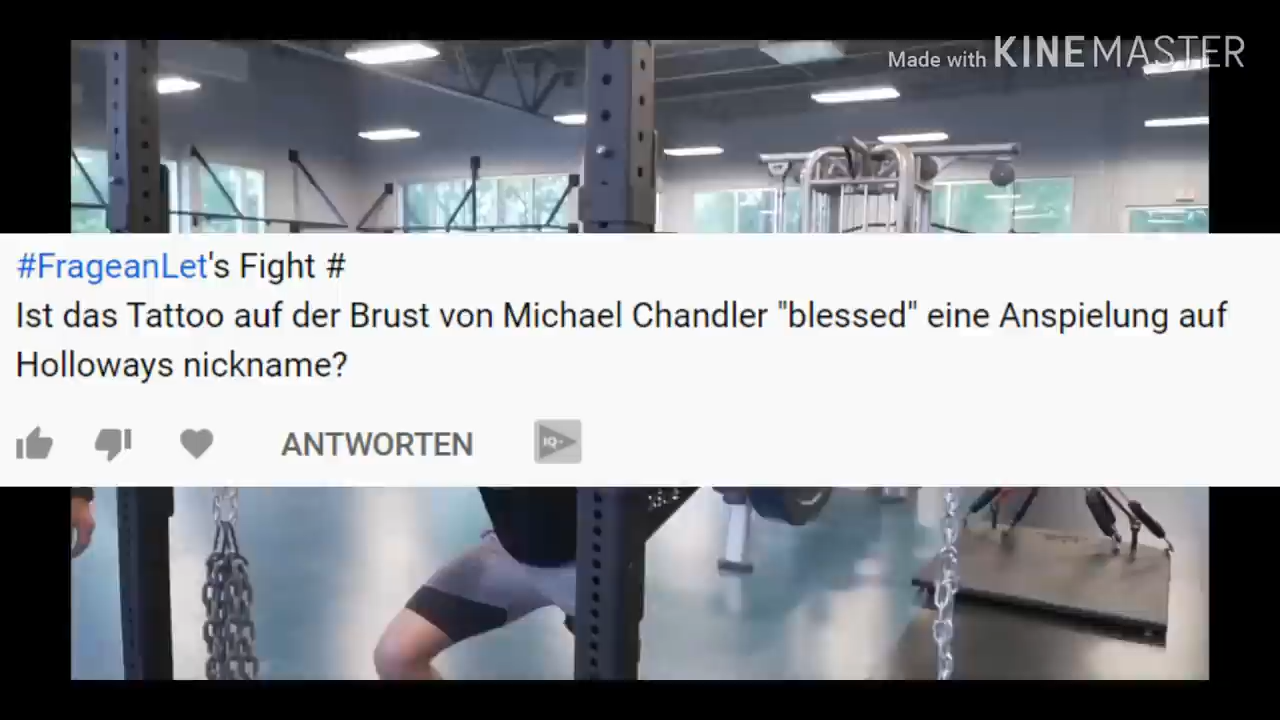 Made with KINEMASTER
#FrageanLet's Fight #
Ist das Tattoo auf der Brust von Michael Chandler "blessed" eine Anspielung auf
Holloways nickname?
ANTWORTEN
IQ-